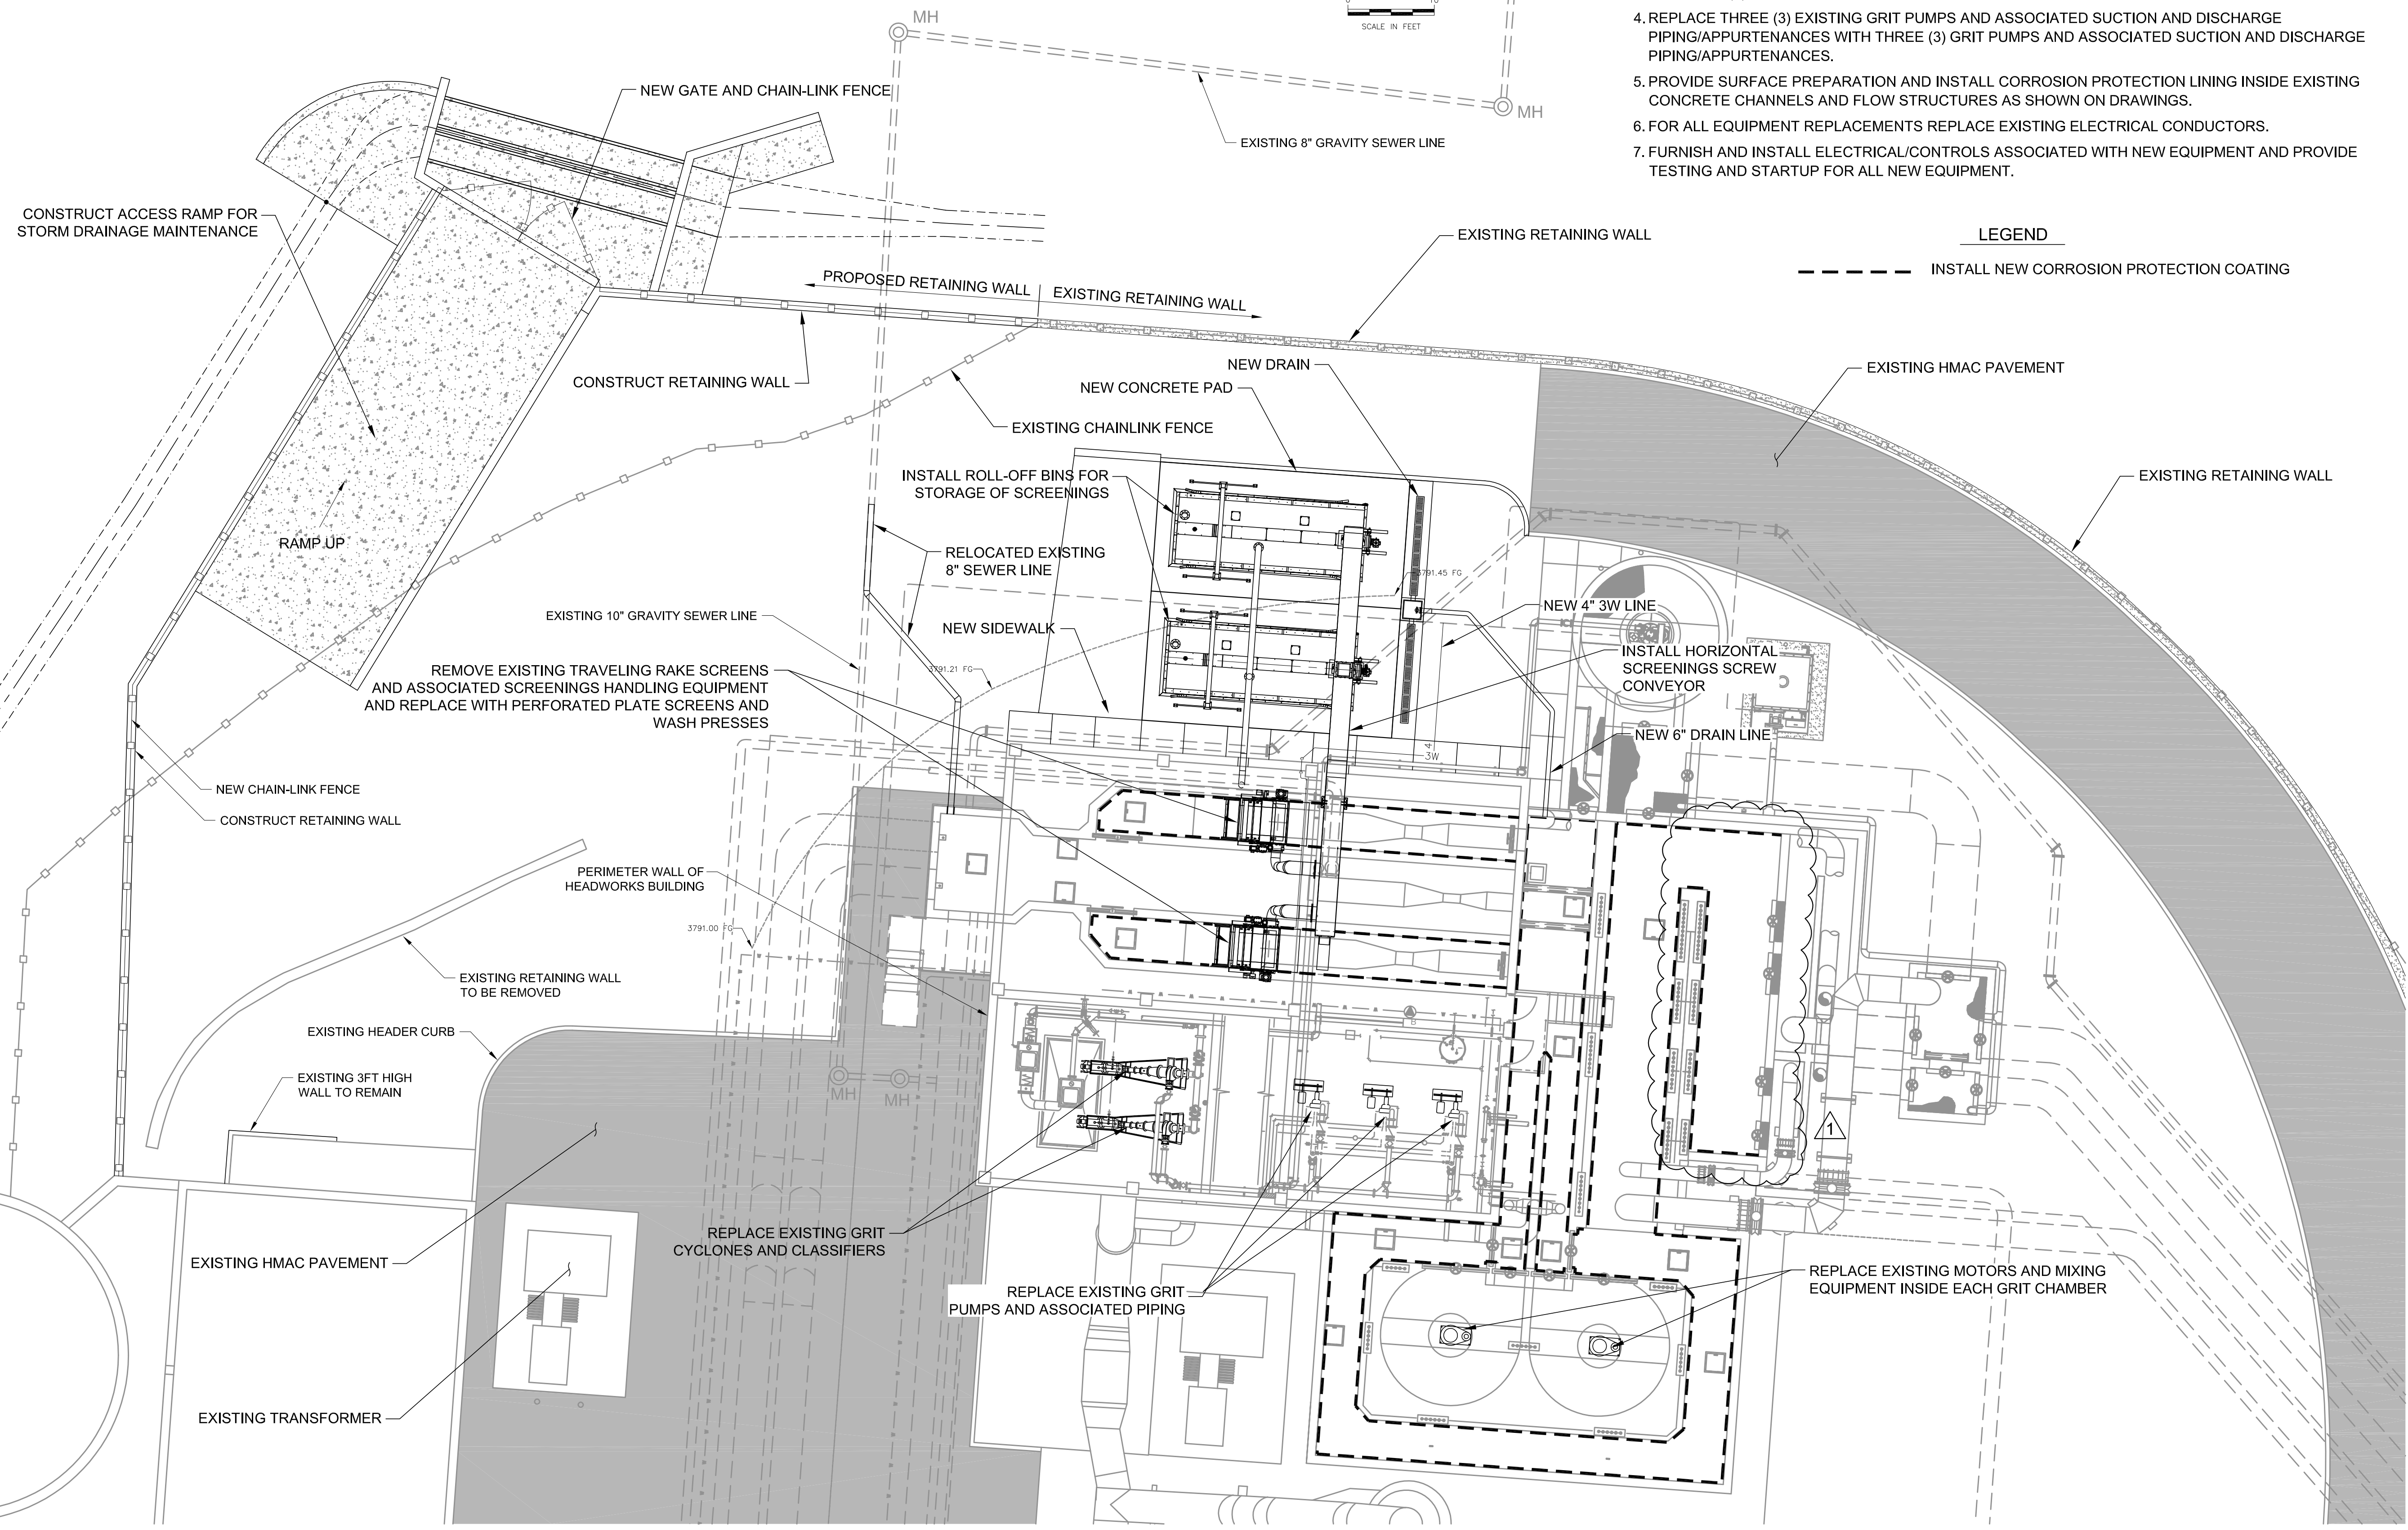 MH
SCALE IN FEET
4. REPLACE THREE (3) EXISTING GRIT PUMPS AND ASSOCIATED SUCTION AND DISCHARGE
PIPING/APPURTENANCES WITH THREE (3) GRIT PUMPS AND ASSOCIATED SUCTION AND DISCHARGE
PIPING/APPURTENANCES.
5. PROVIDE SURFACE PREPARATION AND INSTALL CORROSION PROTECTION LINING INSIDE EXISTING
CONCRETE CHANNELS AND FLOW STRUCTURES AS SHOWN ON DRAWINGS.
6. FOR ALL EQUIPMENT REPLACEMENTS REPLACE EXISTING ELECTRICAL CONDUCTORS.
7. FURNISH AND INSTALL ELECTRICAL/CONTROLS ASSOCIATED WITH NEW EQUIPMENT AND PROVIDE
TESTING AND STARTUP FOR ALL NEW EQUIPMENT.
NEW GATE AND CHAIN-LINK FENCE
MH
EXISTING 8" GRAVITY SEWER LINE
CONSTRUCT ACCESS RAMP FOR
STORM DRAINAGE MAINTENANCE
EXISTING RETAINING WALL
LEGEND
INSTALL NEW CORROSION PROTECTION COATING
PROPOSED RETAINING WALL
EXISTING RETAINING WALL
CONSTRUCT RETAINING WALL
NEW DRAIN
NEW CONCRETE PAD
EXISTING HMAC PAVEMENT
EXISTING CHAINLINK FENCE
INSTALL ROLL-OFF BINS FOR
STORAGE OF SCREENINGS
EXISTING RETAINING WALL
RAMP UP
RELOCATED EXISTING
8" SEWER LINE
3791.45 FG
NEW 4" 3W LINE
EXISTING 10" GRAVITY SEWER LINE
NEW SIDEWALK
INSTALL HORIZONTAL
SCREENINGS SCREW
CONVEYOR
3791.21 FG
REMOVE EXISTING TRAVELING RAKE SCREENS
AND ASSOCIATED SCREENINGS HANDLING EQUIPMENT
AND REPLACE WITH PERFORATED PLATE SCREENS AND
WASH PRESSES
4
3W
NEW 6" DRAIN LINE
NEW CHAIN-LINK FENCE
CONSTRUCT RETAINING WALL
PERIMETER WALL OF
HEADWORKS BUILDING
3791.00 FG
EXISTING RETAINING WALL
TO BE REMOVED
EXISTING HEADER CURB
B
EXISTING 3FT HIGH
WALL TO REMAIN
MH
MH
1
REPLACE EXISTING GRIT
CYCLONES AND CLASSIFIERS
EXISTING HMAC PAVEMENT
REPLACE EXISTING GRIT
PUMPS AND ASSOCIATED PIPING
REPLACE EXISTING MOTORS AND MIXING
EQUIPMENT INSIDE EACH GRIT CHAMBER
EXISTING TRANSFORMER